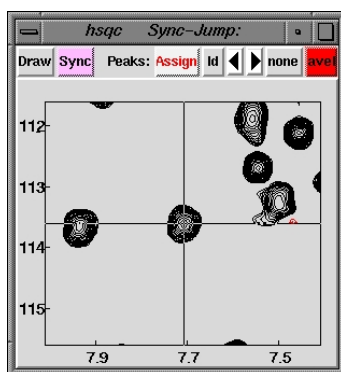 hsqc Sync-Jump:
Draw Sync Peaks: Assign Id none avel
112
113
114
115
7.9 7.7 7.5